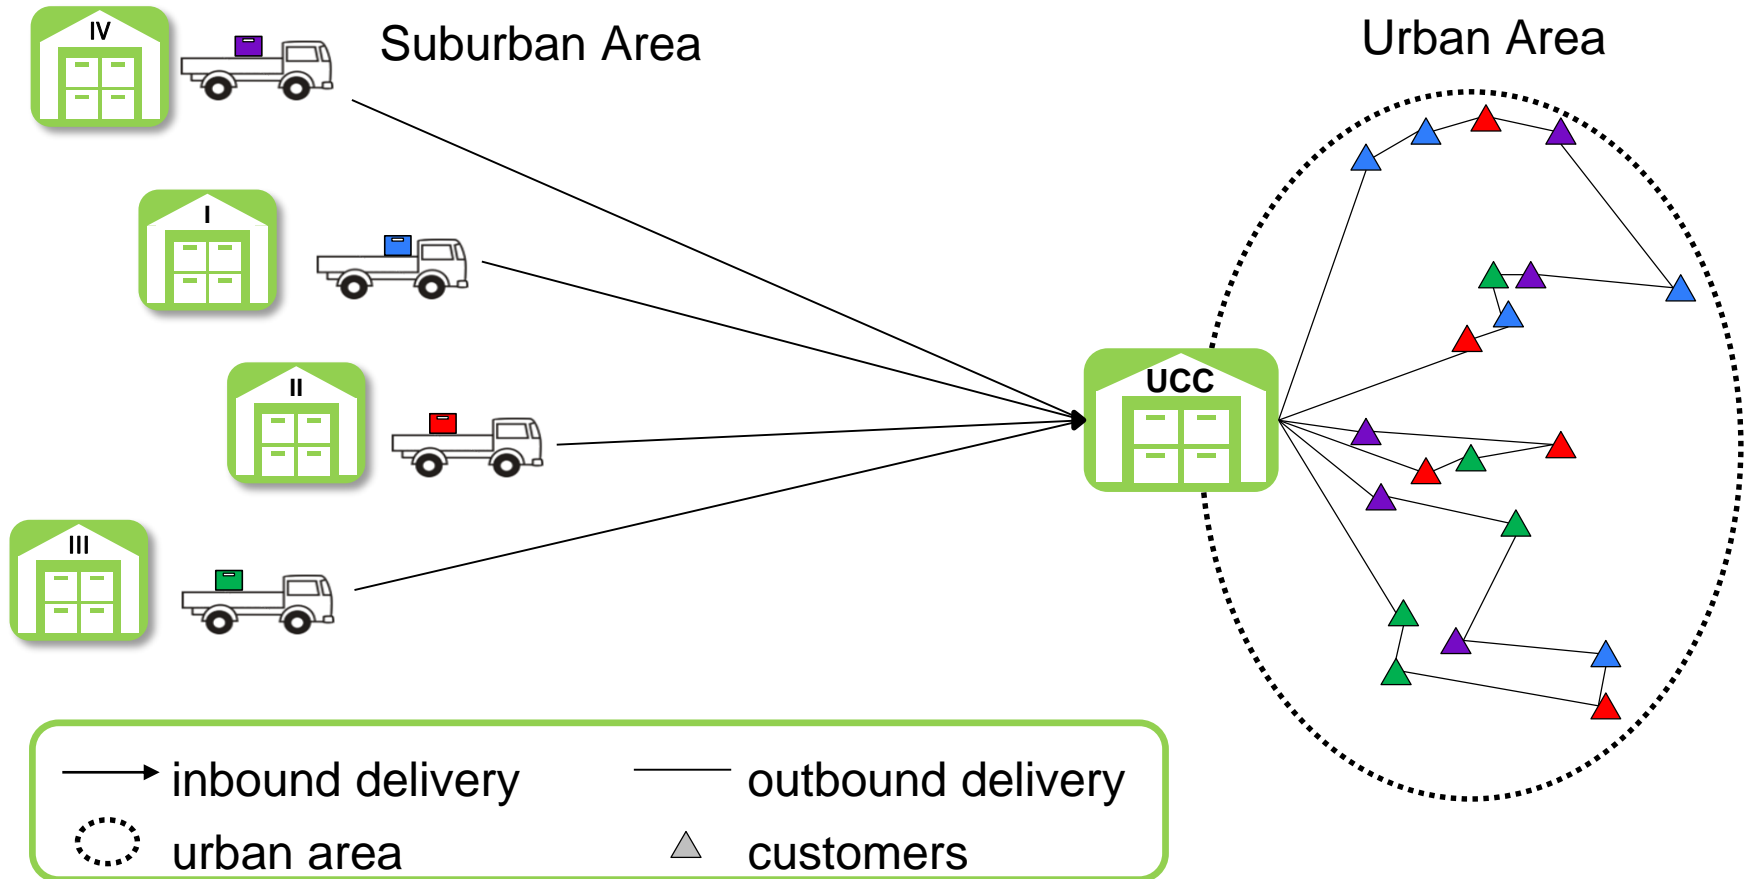 IV
Suburban Area
Urban Area
I
UCC
II
III
inbound delivery
outbound delivery
urban area
customers